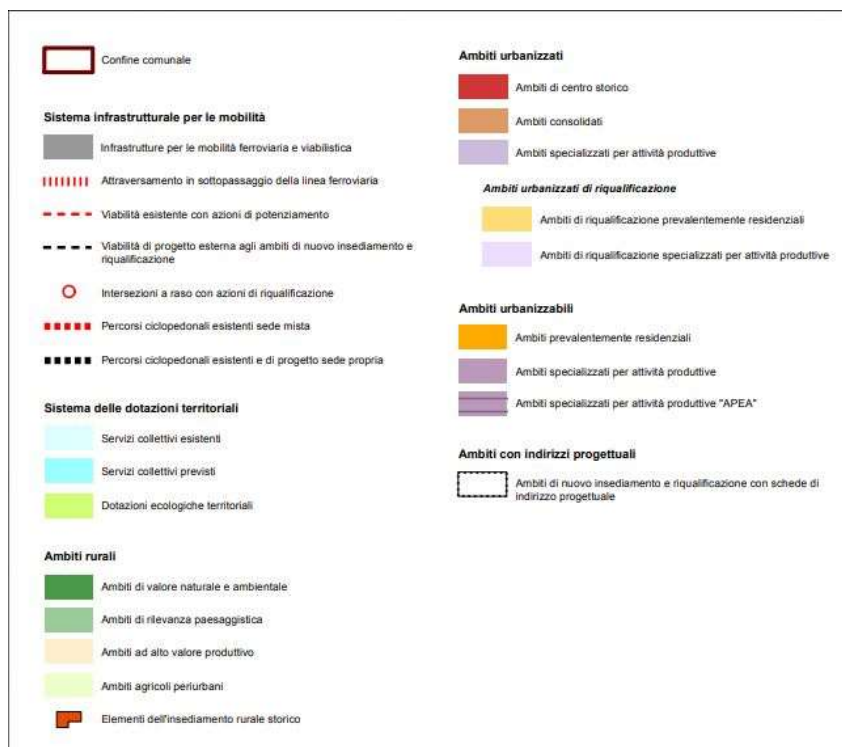 Confine comunale
Sistema infrastrutturale per le mobilità
Infrastrutture per le mobilità ferroviaria e viabilistica
Attraversamento in sottopassaggio della linea ferroviaria
Viabilità esistente con azioni di potenziamento
Viabilità di progetto esterna agli ambiti di nuovo insediamento e
riqualificazione
Intersezioni a raso con azioni di riqualificazione
Percorsi ciclopedonali esistenti sede mista
Percorsi ciclopedonali esistenti e di progetto sede propria
Sistema delle dotazioni territoriali
Servizi collettivi esistenti
Servizi collettivi previsti
Dotazioni ecologiche territoriali
Ambiti rurali
Ambiti di valore naturale e ambientale
Ambiti di rilevanza paesaggistica
Ambiti ad alto valore produttivo
Ambiti agricoli periurbani
Elementi dell'insediamento rurale storico
Ambiti urbanizzati
Ambiti di centro storico
Ambiti consolidati
Ambiti specializzati per attività produttive
Ambiti urbanizzati di riqualificazione
Ambiti di riqualificazione prevalentemente residenziali
Ambiti di riqualificazione specializzati per attività produttive
Ambiti urbanizzabili
Ambiti prevalentemente residenziali
Ambiti specializzati per attività produttive
Ambiti specializzati per attività produttive "APEA"
Ambiti con indirizzi progettuali
Ambiti di nuovo insediamento e riqualificazione con schede di
indirizzo progettuale